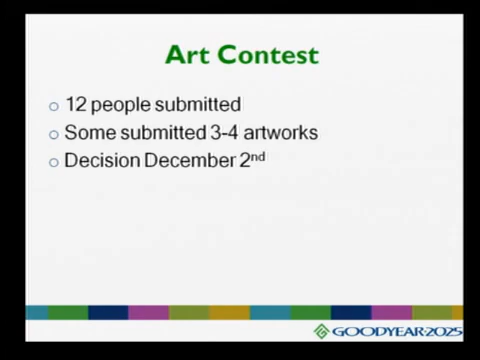 Art Contest
12 people submitted
Some submitted 3-4 artworks
Decision December 2nd
GOODYEAR·2025